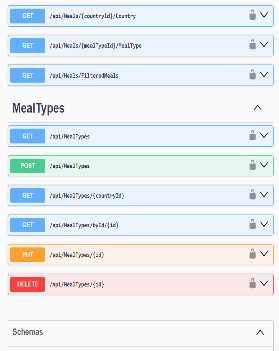 GET /api/Meals/{countryId}/Country
GET /api/Meals/{mealTypeId}/MealType
GET /api/Meals/FilteredMeals
MealTypes
GET /api/MealTypes
POST /api/MealTypes
GET /api/MealTypes/{countryId}
GET /api/MealTypes/byId/{id}
PUT /api/MealTypes/{id}
DELETE /api/MealTypes/{id}
Schemas